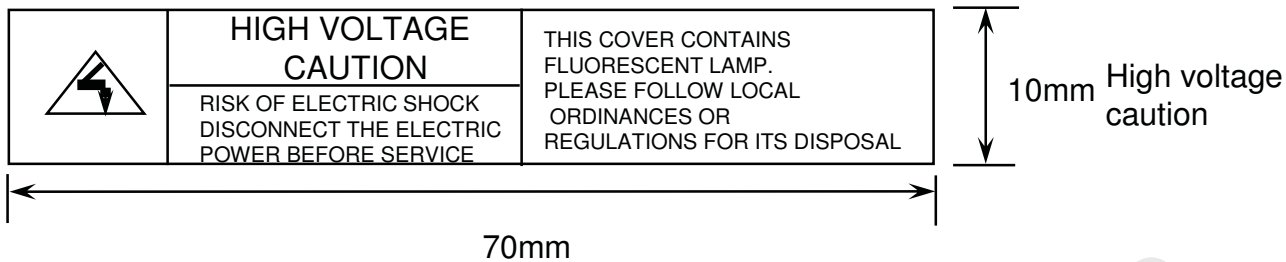 HIGH VOLTAGE
CAUTION
RISK OF ELECTRIC SHOCK
DISCONNECT THE ELECTRIC
POWER BEFORE SERVICE
THIS COVER CONTAINS
FLUORESCENT LAMP.
PLEASE FOLLOW LOCAL
ORDINANCES OR
REGULATIONS FOR ITS DISPOSAL
10mm
High voltage
caution
70mm